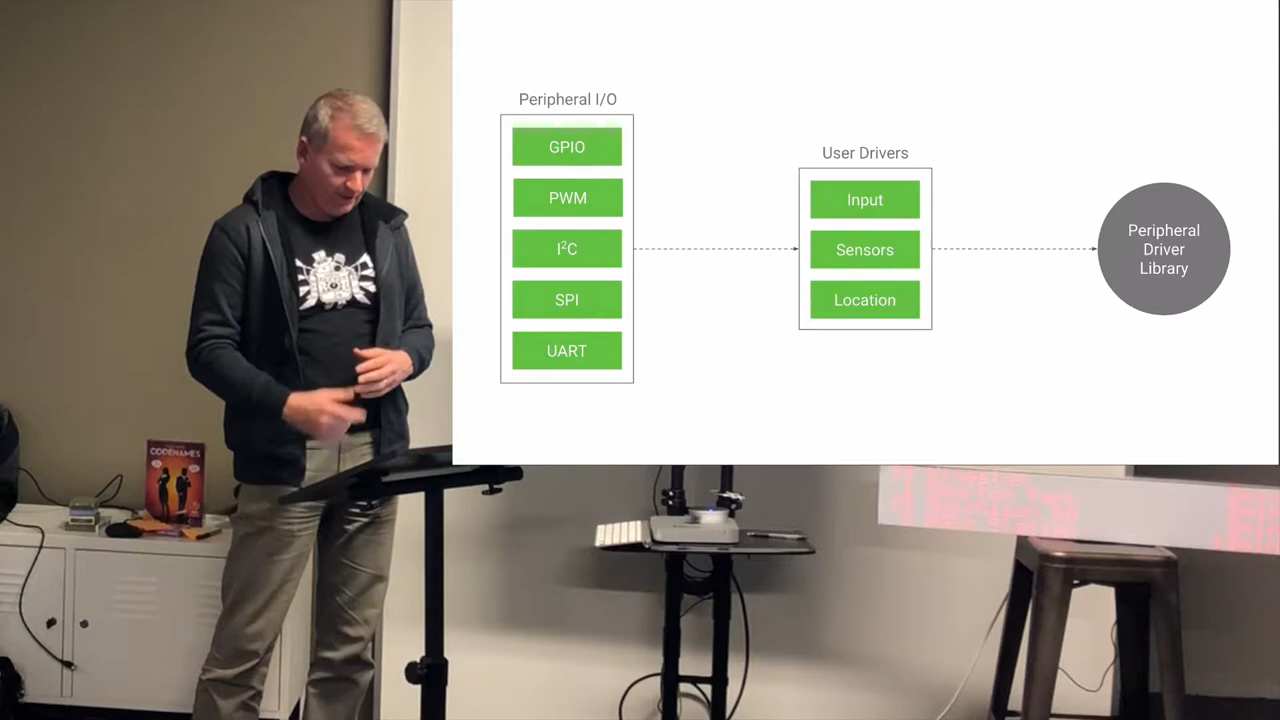 Peripheral I/O
GPIO
PWM
I²C
SPI
UART
User Drivers
Input
Sensors
Location
Peripheral
Driver
Library
CODENAMES